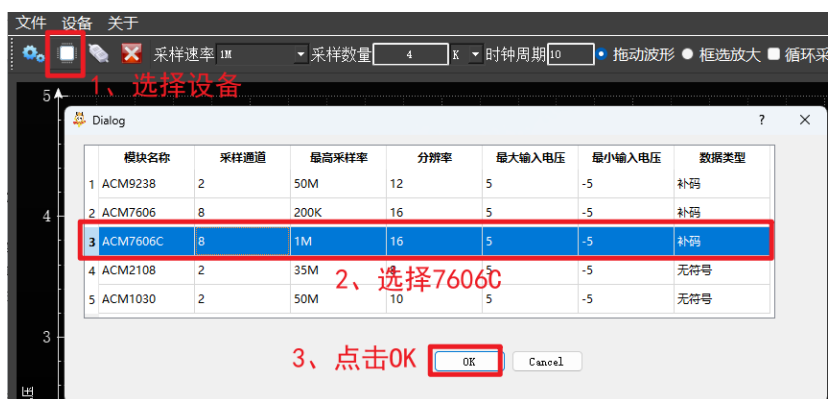 文件 设备 关于
采样速率 1M 采样数量 4 K 时钟周期 10 拖动波形 框选放大 循环采
1、选择设备
5
Dialog ? ×
模块名称 采样通道 最高采样率 分辨率 最大输入电压 最小输入电压 数据类型
1 ACM9238 2 50M 12 5 -5 补码
4
2 ACM7606 8 200K 16 5 -5 补码
3 ACM7606C 8 1M 16 5 -5 补码
4 ACM2108 2 35M 5 -5 无符号
2、选择7606C
5 ACM1030 2 50M 10 5 -5 无符号
3
3、点击OK OK Cancel
压